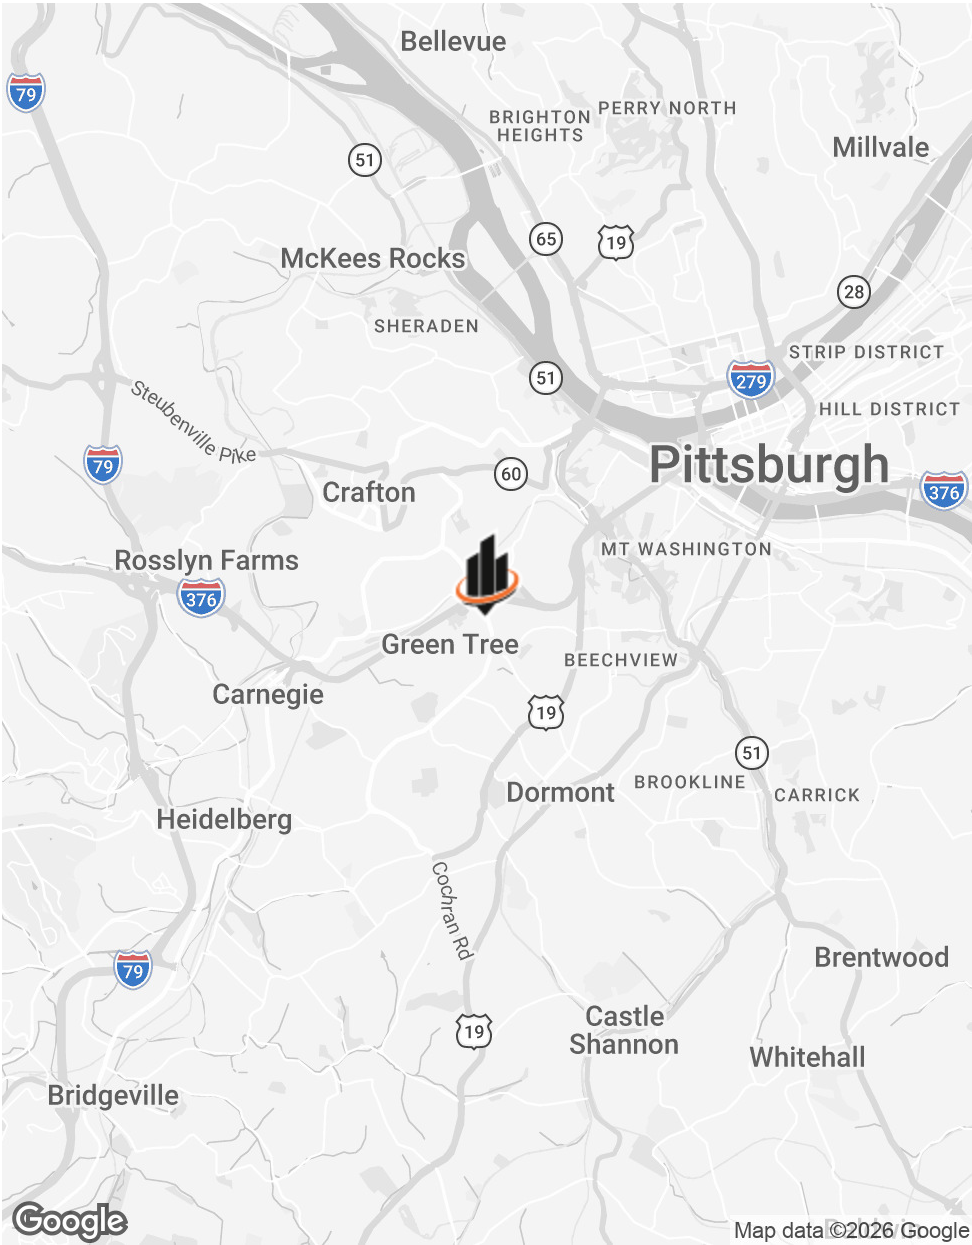 Bellevue
79
BRIGHTON
HEIGHTS
PERRY NORTH
Millvale
51
65
19
McKees Rocks
28
SHERADEN
STRIP DISTRICT
51
279
Steubenville Pike
HILL DISTRICT
79
60
Pittsburgh
376
Crafton
MT WASHINGTON
Rosslyn Farms
376
Green Tree
BEECHVIEW
Carnegie
19
51
Dormont
BROOKLINE
CARRICK
Heidelberg
Cochran Rd
79
Brentwood
Castle
Shannon
19
Whitehall
Bridgeville
Google
Map data ©2026 Google